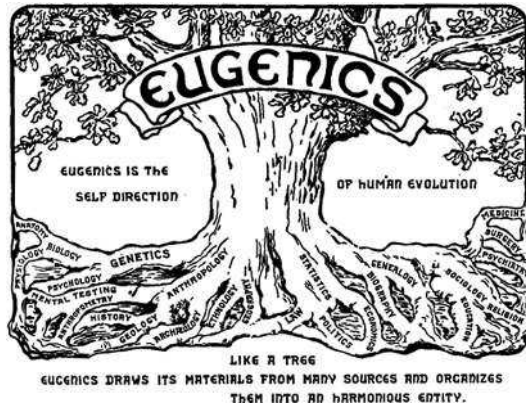 EUGENICS
EUGENICS IS THE
SELF DIRECTION
OF HUMAN EVOLUTION
ANATOMY
PHYSIOLOGY
BIOLOGY
GENETICS
PSYCHOLOGY
MENTAL TESTING
ANTHROPOMETRY
HISTORY
GEOLOGY
ANTHROPOLOGY
ARCHAEOLOGY
ETHNOLOGY
GEOGRAPHY
LAW
STATISTICS
POLITICS
ECONOMICS
BIOGRAPHY
GENEALOGY
EDUCATION
SOCIOLOGY
RELIGION
PSYCHIATRY
SURGERY
MEDICINE
LIKE A TREE
EUGENICS DRAWS ITS MATERIALS FROM MANY SOURCES AND ORGANIZES
THEM INTO AN HARMONIOUS ENTITY.